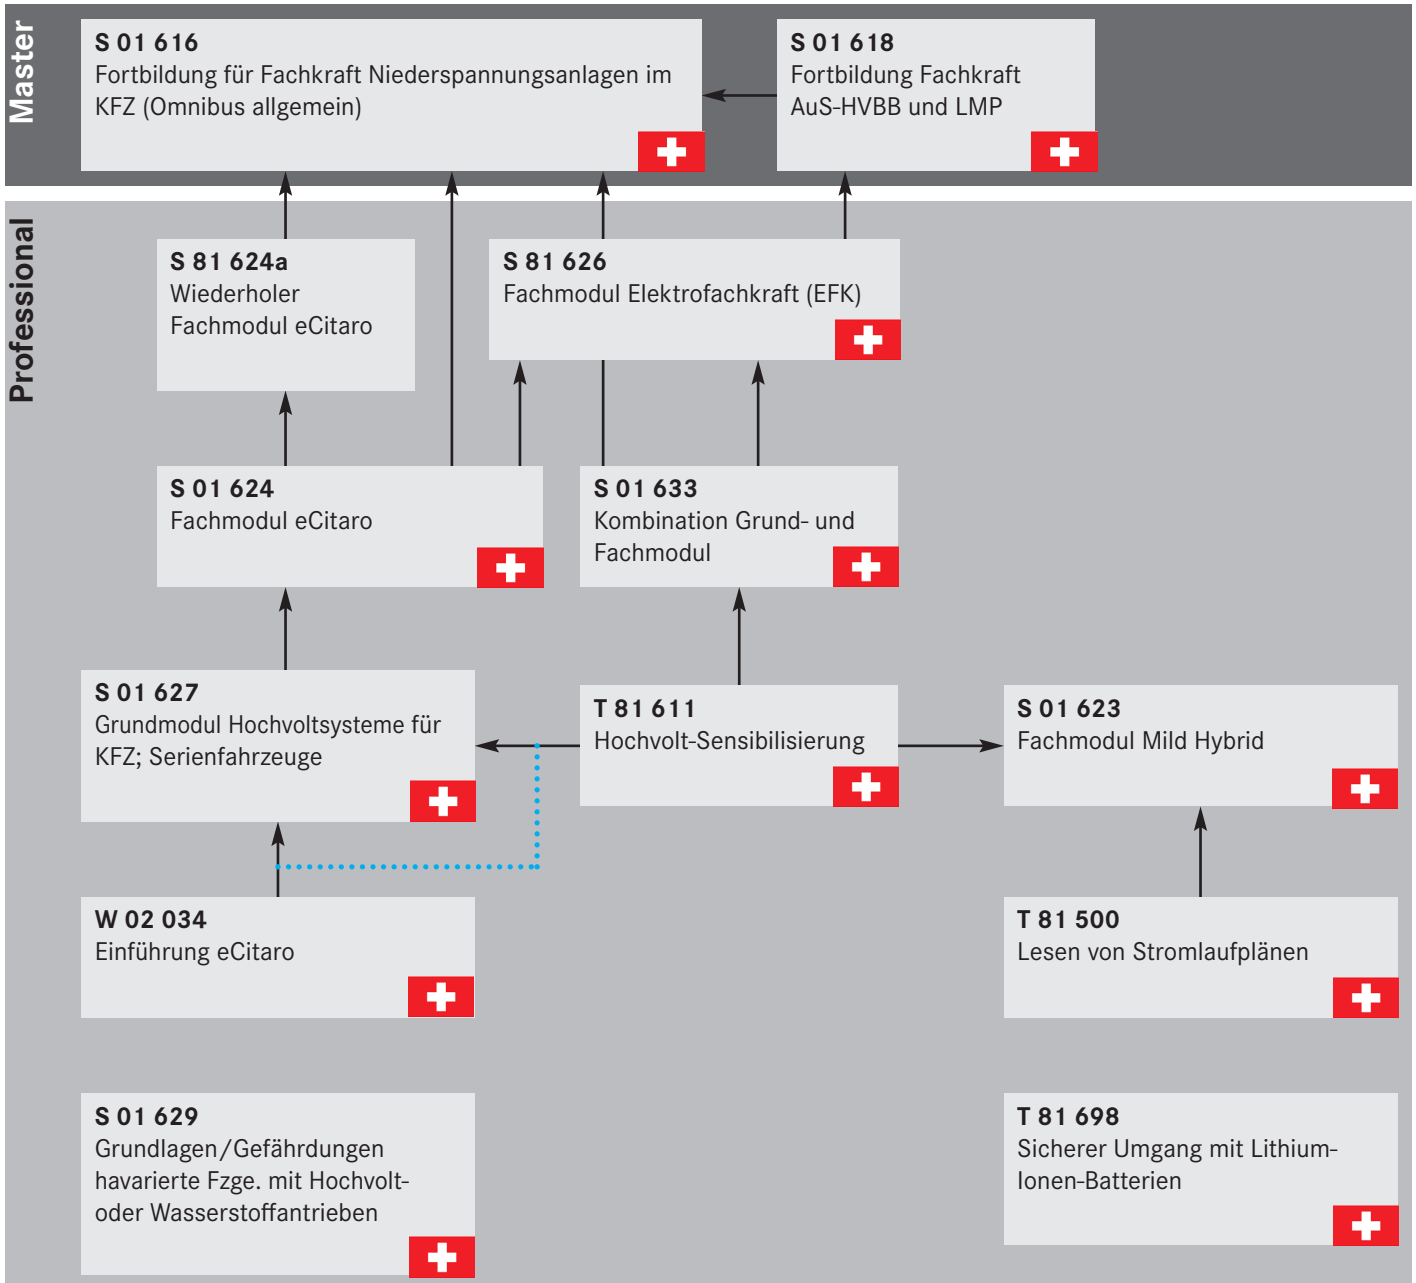 Master
S 01 616
Fortbildung für Fachkraft Niederspannungsanlagen im
KFZ (Omnibus allgemein)
S 01 618
Fortbildung Fachkraft
AuS-HVBB und LMP
Professional
S 81 624a
Wiederholer
Fachmodul eCitaro
S 81 626
Fachmodul Elektrofachkraft (EFK)
S 01 624
Fachmodul eCitaro
S 01 633
Kombination Grund- und
Fachmodul
S 01 627
Grundmodul Hochvoltsysteme für
KFZ; Serienfahrzeuge
T 81 611
Hochvolt-Sensibilisierung
S 01 623
Fachmodul Mild Hybrid
W 02 034
Einführung eCitaro
T 81 500
Lesen von Stromlaufplänen
S 01 629
Grundlagen/Gefährdungen
havarierte Fzge. mit Hochvolt-
oder Wasserstoffantrieben
T 81 698
Sicherer Umgang mit Lithium-
Ionen-Batterien